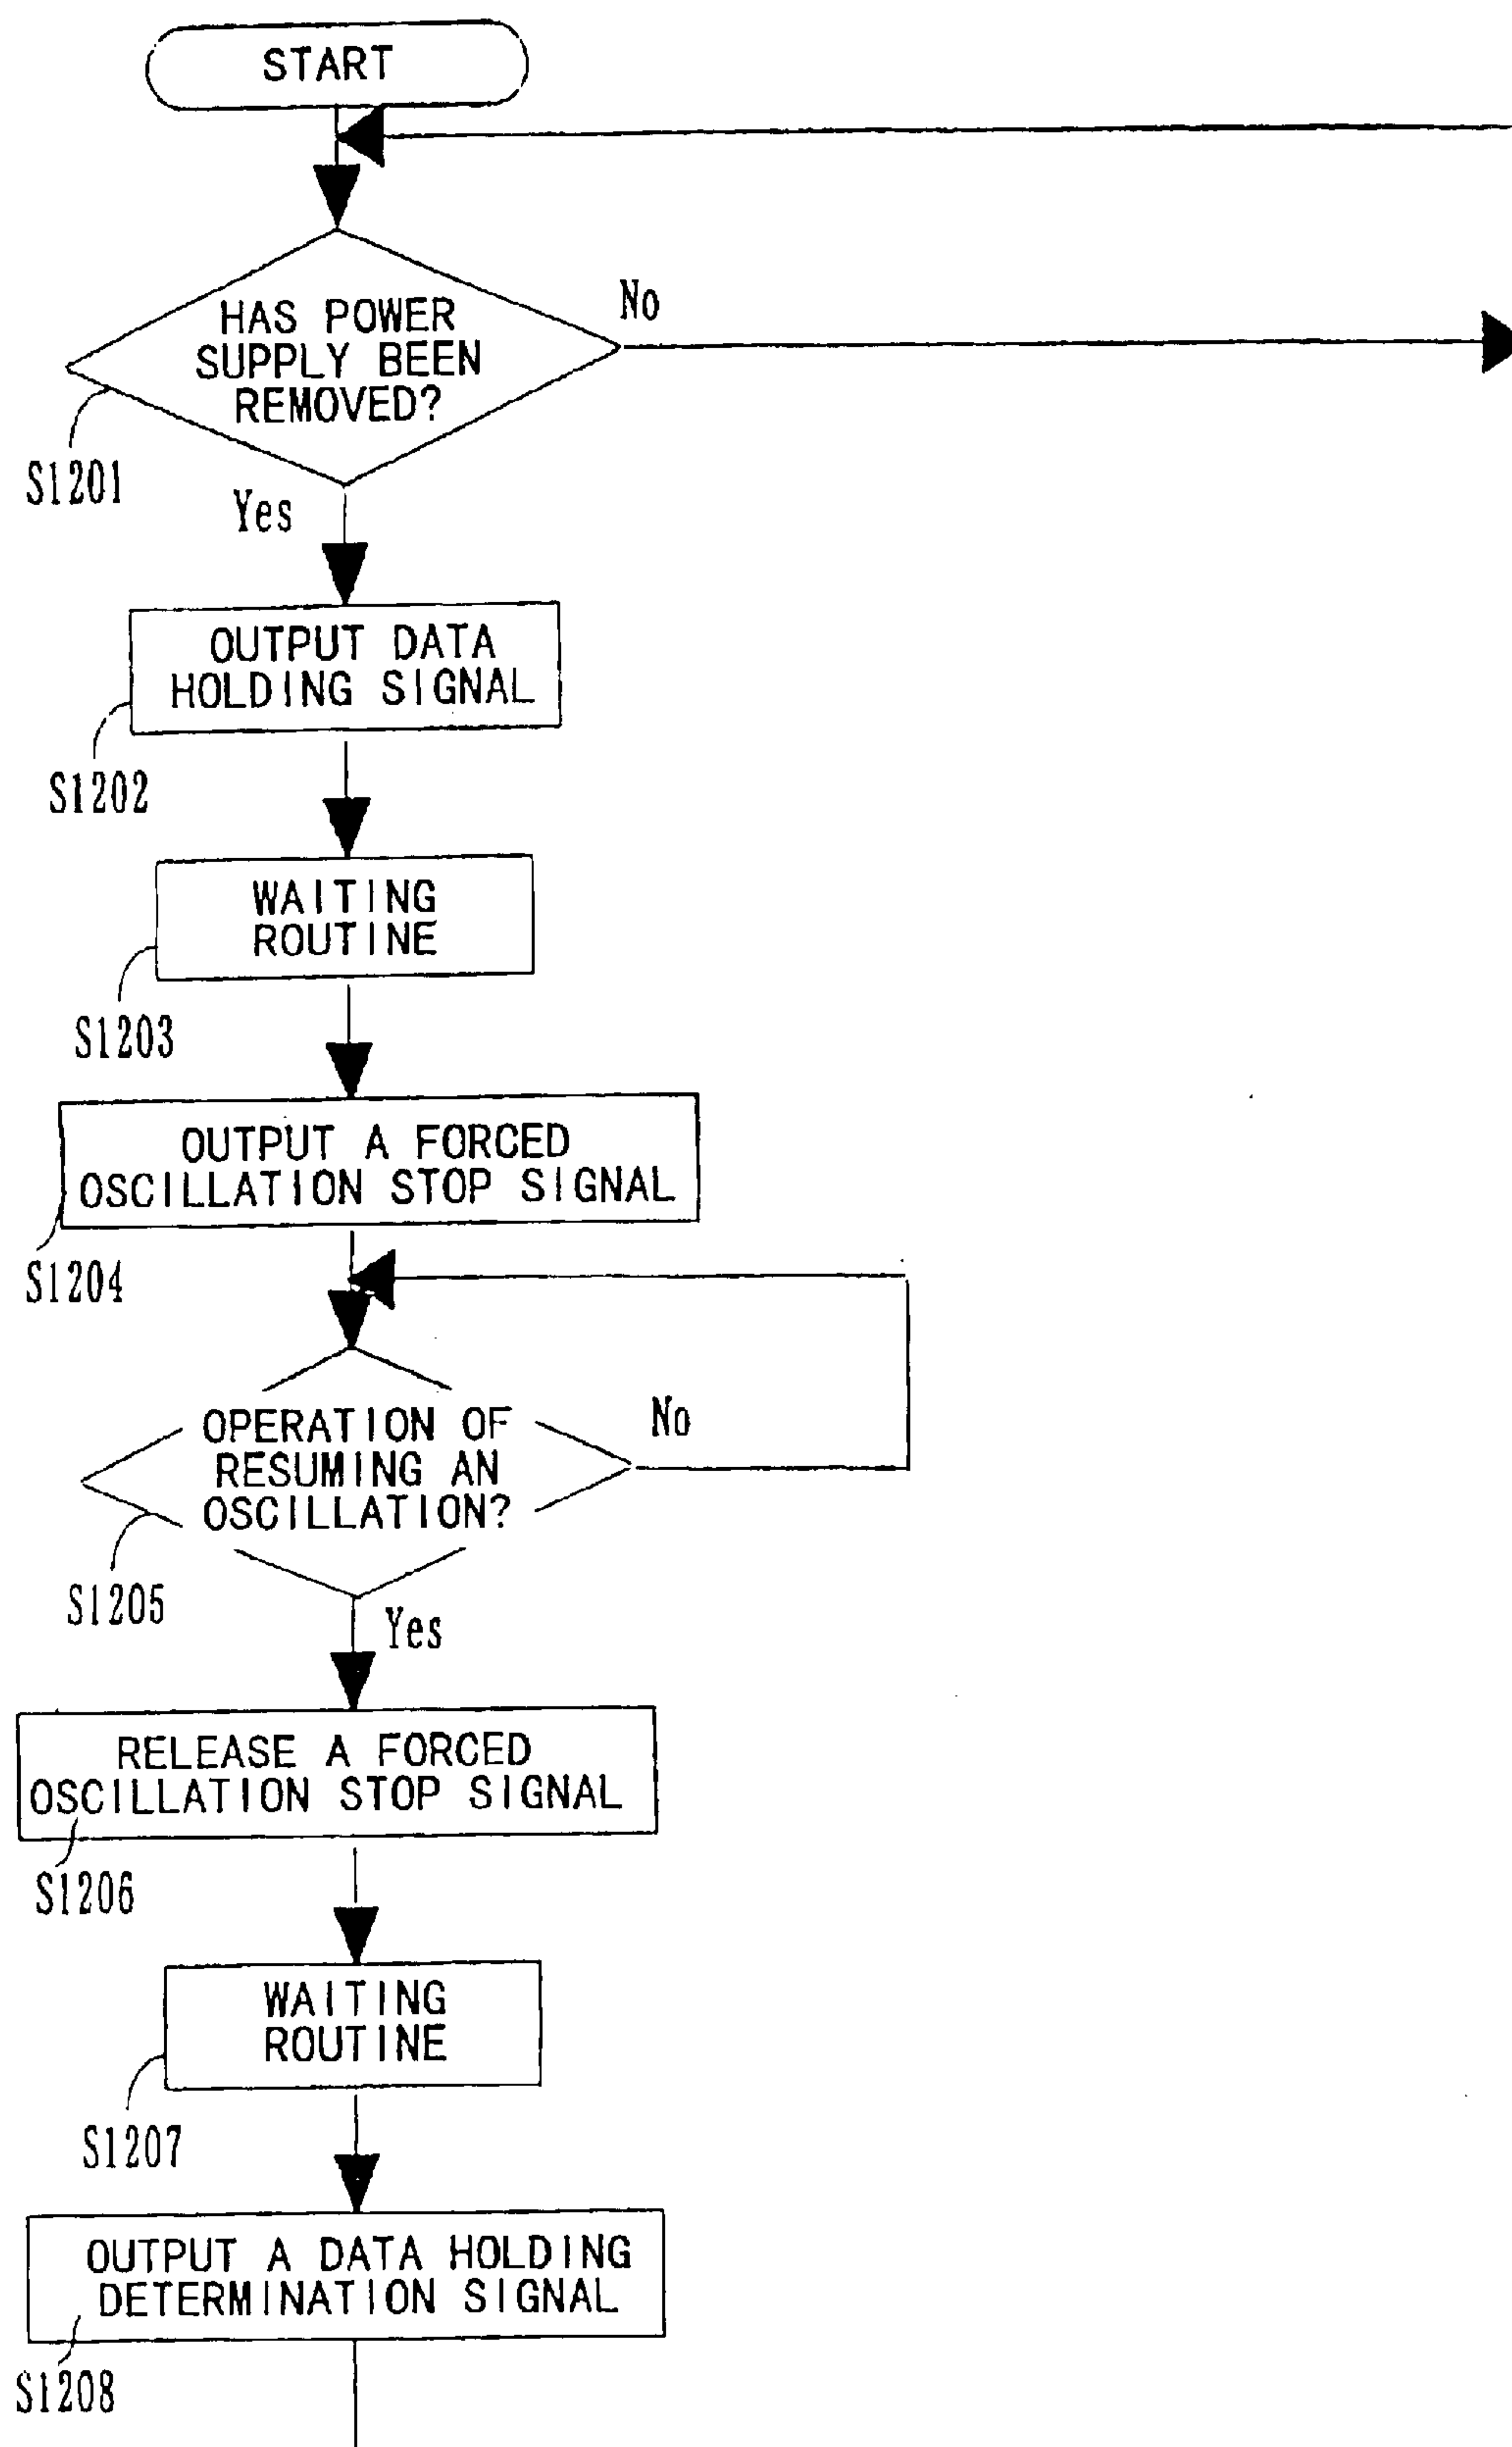 START
HAS POWER
SUPPLY BEEN
REMOVED?
No
S1201
Yes
OUTPUT DATA
HOLDING SIGNAL
S1202
WAITING
ROUTINE
S1203
OUTPUT A FORCED
OSCILLATION STOP SIGNAL
S1204
OPERATION OF
RESUMING AN
OSCILLATION?
No
S1205
Yes
RELEASE A FORCED
OSCILLATION STOP SIGNAL
S1206
WAITING
ROUTINE
S1207
OUTPUT A DATA HOLDING
DETERMINATION SIGNAL
S1208